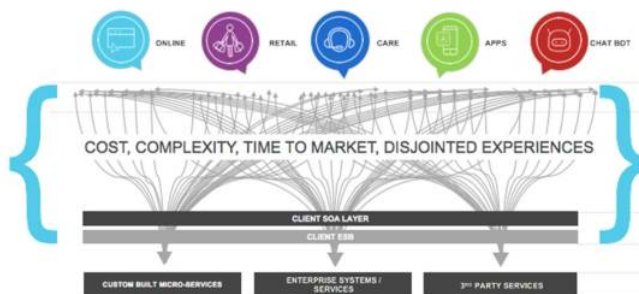 ONLINE
RETAIL
CARE
APPS
CHAT BOT
COST, COMPLEXITY, TIME TO MARKET, DISJOINTED EXPERIENCES
CLIENT SOA LAYER
CLIENT ESB
CUSTOM BUILT MICRO-SERVICES
ENTERPRISE SYSTEMS /
SERVICES
3RD PARTY SERVICES